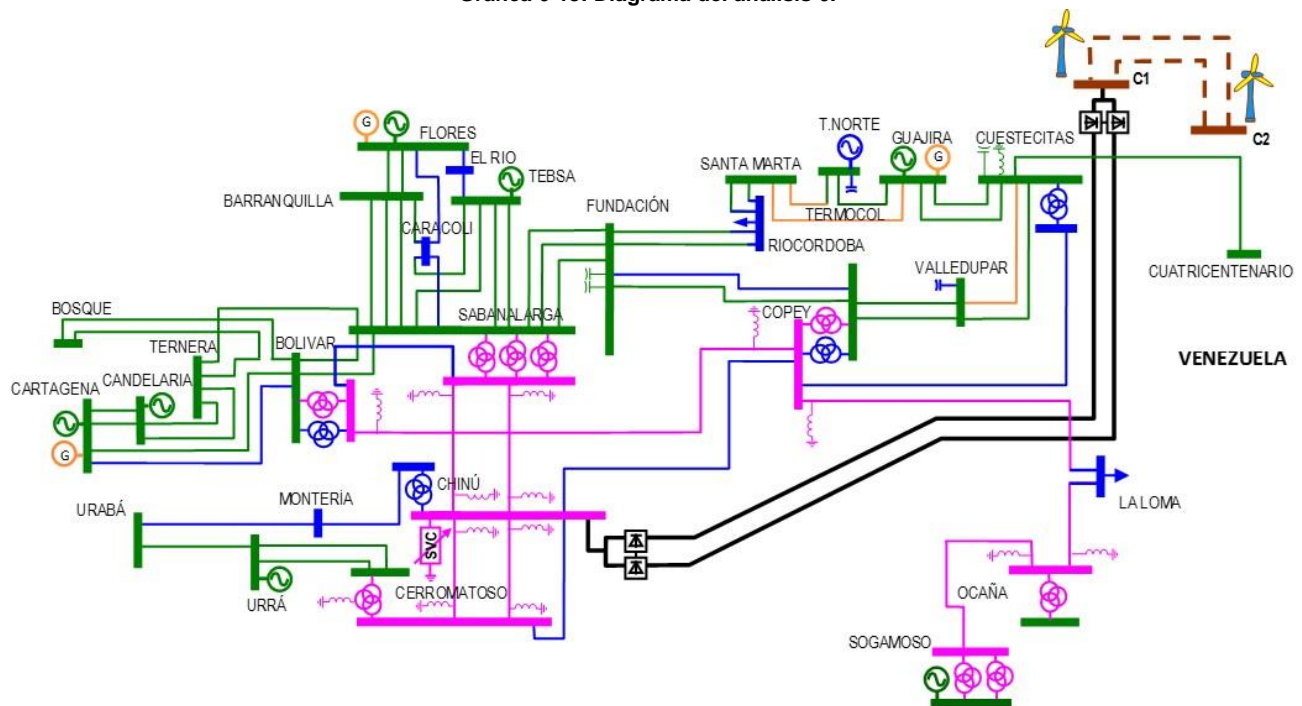 C1
C2
G
FLORES
EL RIO
T.NORTE
GUAJIRA
G
CUESTECITAS
TEBSA
SANTA MARTA
BARRANQUILLA
FUNDACIÓN
TERMOCOL
CARACOLI
RIOCORDOBA
VALLEDUPAR
CUATRICENTENARIO
BOSQUE
SABANALARGA
COPEY
TERNERA
BOLIVAR
VENEZUELA
CARTAGENA
CANDELARIA
G
CHINÚ
LA LOMA
URABÁ
MONTERÍA
SVC
URRÁ
CERROMATOSO
OCAÑA
SOGAMOSO